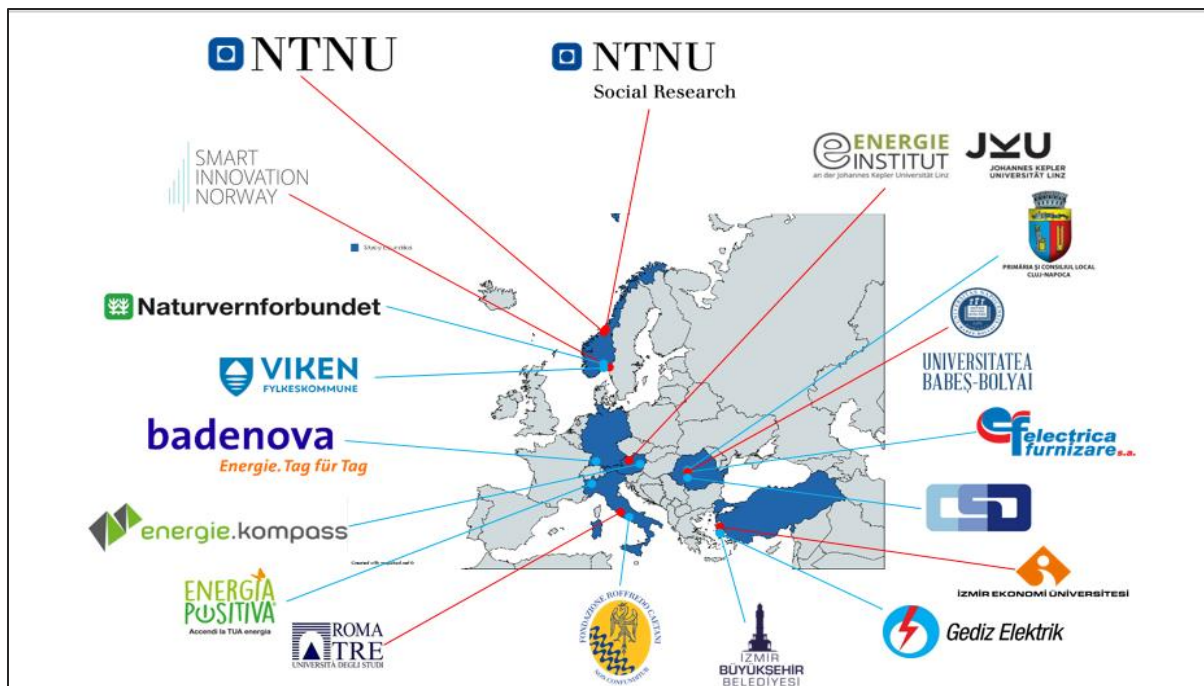 NTNU
NTNU
Social Research
SMART
INNOVATION
NORWAY
ENERGIE
INSTITUT
an der Johannes Kepler Universität Linz
JKU
JOHANNES KEPLER
UNIVERSITÄT LINZ
PRIMĂRIA ȘI CONSILIUL LOCAL
CLUJ-NAPOCA
Naturvernforbundet
VIKEN
FYLKESKOMMUNE
UNIVERSITATEA
BABEȘ-BOLYAI
badenova
Energie. Tag für Tag
electrica
furnizare s.a.
energie.kompass
CSD
ENERGIA
POSITIVA
Accendi la TUA energia
ROMA
TRE
UNIVERSITÀ DEGLI STUDI
FONDAZIONE ROFFREDO CAETANI
NON CONFUNDITUR
İZMİR
BÜYÜKŞEHİR
BELEDİYESİ
Gediz Elektrik
İZMİR EKONOMİ ÜNİVERSİTESİ